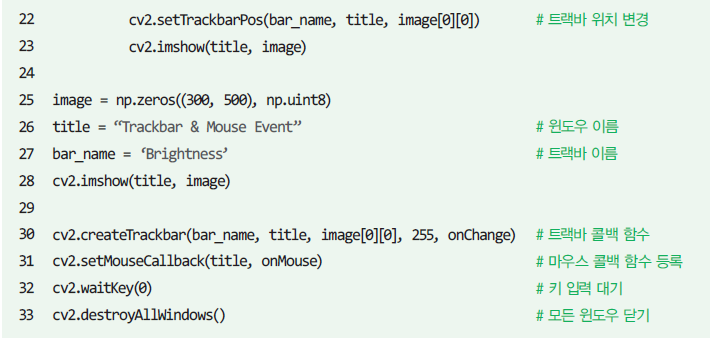 22 cv2.setTrackbarPos(bar_name, title, image[0][0]) # 트랙바 위치 변경
23 cv2.imshow(title, image)
24
25 image = np.zeros((300, 500), np.uint8)
26 title = “Trackbar & Mouse Event” # 윈도우 이름
27 bar_name = ‘Brightness’ # 트랙바 이름
28 cv2.imshow(title, image)
29
30 cv2.createTrackbar(bar_name, title, image[0][0], 255, onChange) # 트랙바 콜백 함수
31 cv2.setMouseCallback(title, onMouse) # 마우스 콜백 함수 등록
32 cv2.waitKey(0) # 키 입력 대기
33 cv2.destroyAllWindows() # 모든 윈도우 닫기